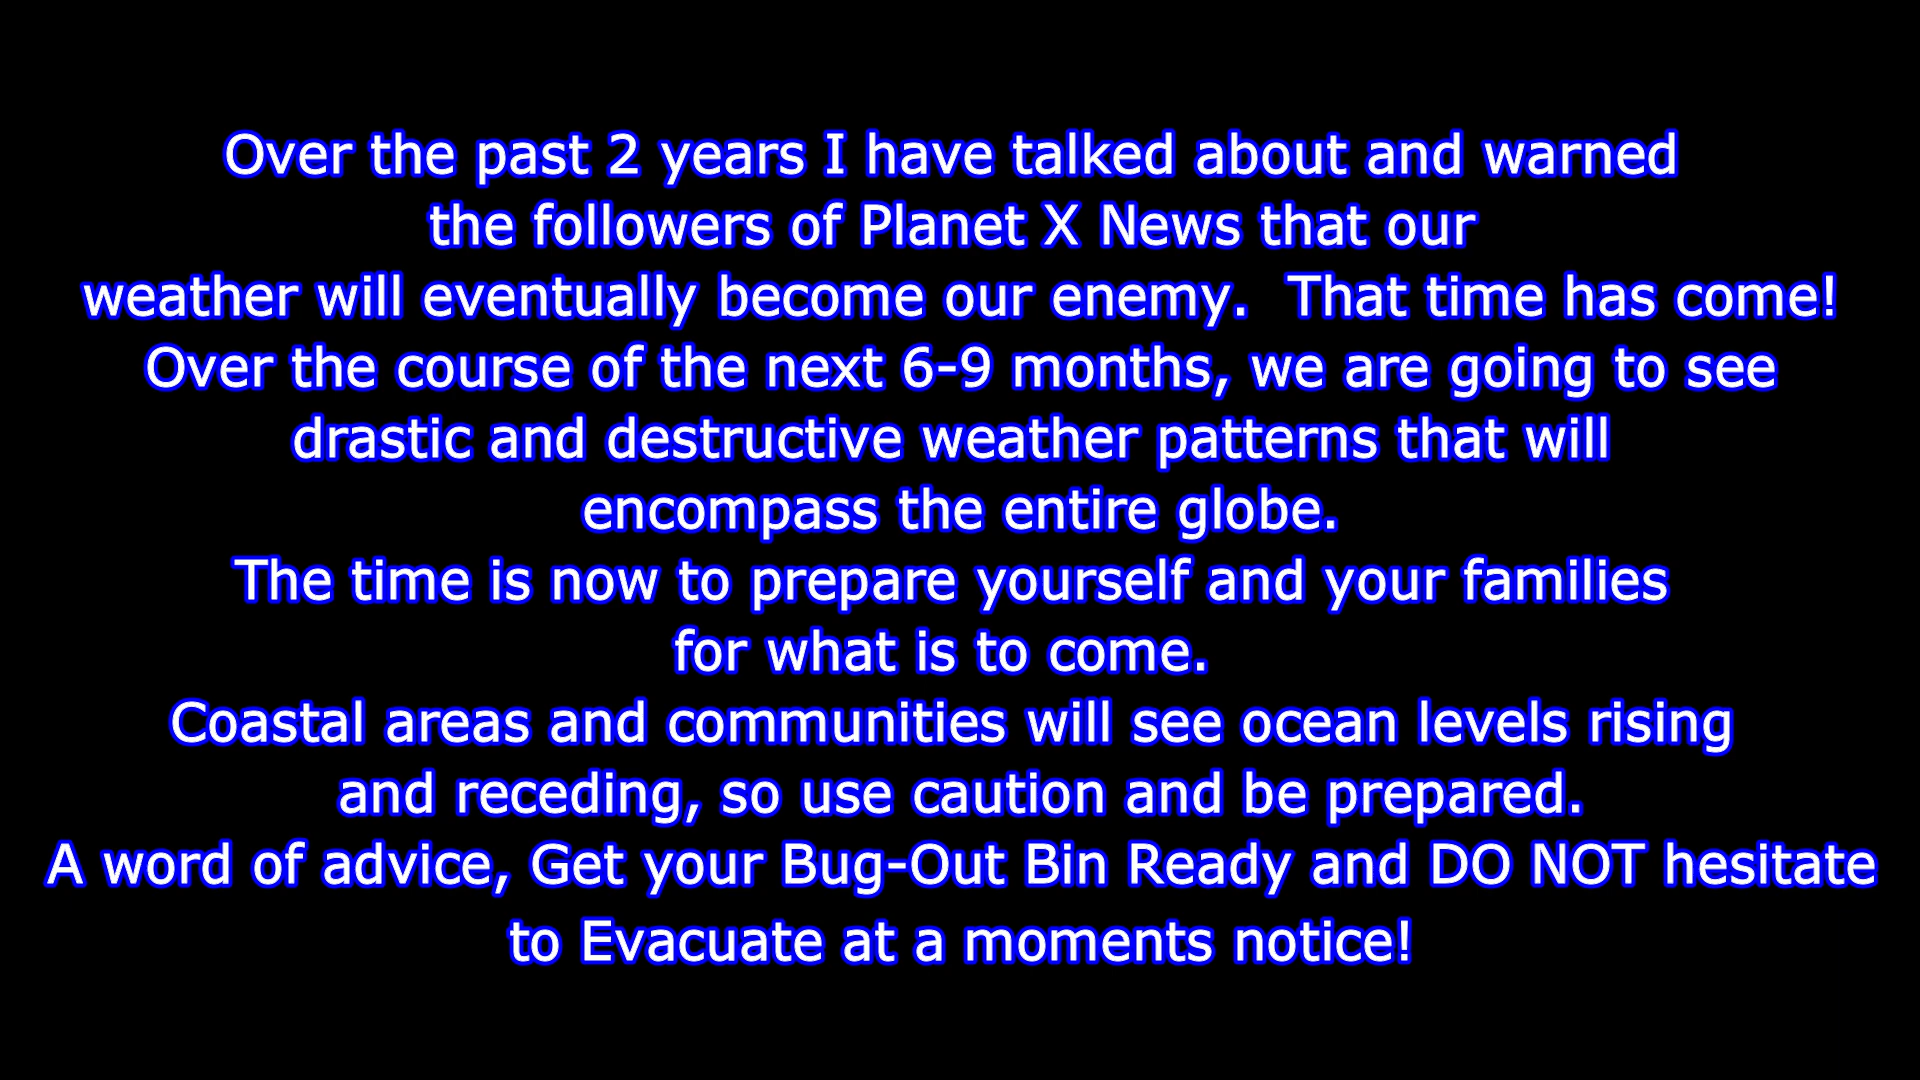 Over the past 2 years I have talked about and warned
the followers of Planet X News that our
weather will eventually become our enemy.  That time has come!
Over the course of the next 6-9 months, we are going to see
drastic and destructive weather patterns that will
encompass the entire globe.
The time is now to prepare yourself and your families
for what is to come.
Coastal areas and communities will see ocean levels rising
and receding, so use caution and be prepared.
A word of advice, Get your Bug-Out Bin Ready and DO NOT hesitate
to Evacuate at a moments notice!